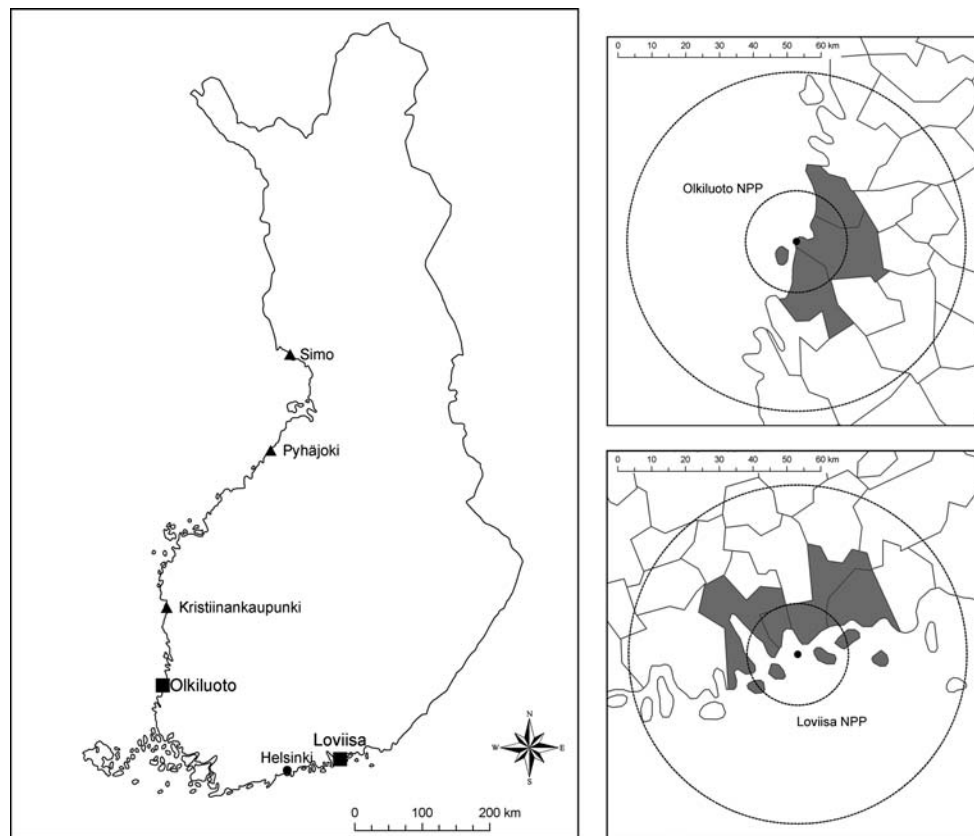 Simo
Pyhäjoki
Kristiinankaupunki
Olkiluoto
Loviisa
Helsinki
N
W E
S
0 100 200 km
0 10 20 30 40 50 60 km
Olkiluoto NPP
0 10 20 30 40 50 60 km
Loviisa NPP